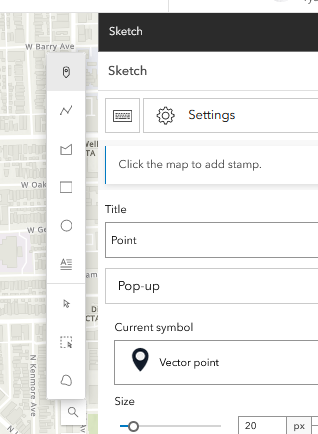 Sketch
W Barry Ave
Sketch
Settings
Click the map to add stamp.
Title
Point
Pop-up
Current symbol
Vector point
Size
20 px
W Oak
N Kenmore Ave